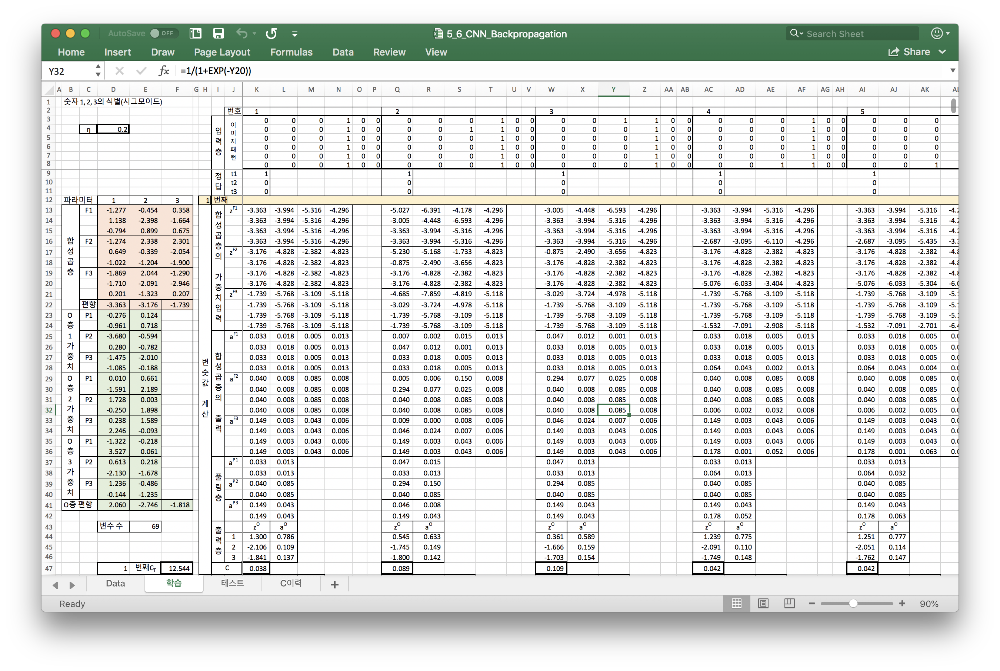 AutoSave OFF 5_6_CNN_Backpropagation Search Sheet
Home Insert Draw Page Layout Formulas Data Review View Share
Y32 fx =1/(1+EXP(-Y20))
A B C D E F G H I J K L M N O P Q R S T U V W X Y Z AA AB AC AD AE AF AG AH AI AJ AK AL
1 숫자 1, 2, 3의 식별(시그모이드)
2 번호 1 2 3 4 5
3 입력층 이미지패턴 0 0 0 1 0 0 0 0 0 1 0 0 0 0 1 1 0 0 0 0 0 1 0 0 0 0 0
4 η 0.2 0 0 0 1 0 0 0 0 1 1 0 0 0 0 0 1 0 0 0 0 0 1 0 0 0 0 0
5 0 0 0 1 0 0 0 0 0 1 0 0 0 0 0 1 0 0 0 0 0 1 0 0 0 0 0
6 0 0 0 1 0 0 0 0 0 1 0 0 0 0 0 1 0 0 0 0 0 1 0 0 0 0 0
7 0 0 0 1 0 0 0 0 0 1 0 0 0 0 0 1 0 0 0 0 0 1 0 0 0 0 0
8 0 0 0 1 0 0 0 0 0 1 0 0 0 0 0 1 0 0 0 0 1 1 0 0 0 0 1
9 정답 t1 1 1 1 1 1
10 t2 0 0 0 0 0
11 t3 0 0 0 0 0
12 파라미터 1 2 3 1 번째
13 합성곱층 F1 -1.277 -0.454 0.358 변숫값 계산 합성곱층의 가중치입력 zF1 -3.363 -3.994 -5.316 -4.296 -5.027 -6.391 -4.178 -4.296 -3.005 -4.448 -6.593 -4.296 -3.363 -3.994 -5.316 -4.296 -3.363 -3.994 -5.316
14 1.138 -2.398 -1.664 -3.363 -3.994 -5.316 -4.296 -3.005 -4.448 -6.593 -4.296 -3.363 -3.994 -5.316 -4.296 -3.363 -3.994 -5.316 -4.296 -3.363 -3.994 -5.316
15 -0.794 0.899 0.675 -3.363 -3.994 -5.316 -4.296 -3.363 -3.994 -5.316 -4.296 -3.363 -3.994 -5.316 -4.296 -3.363 -3.994 -5.316 -4.296 -3.363 -3.994 -5.316
16 F2 -1.274 2.338 2.301 -3.363 -3.994 -5.316 -4.296 -3.363 -3.994 -5.316 -4.296 -3.363 -3.994 -5.316 -4.296 -2.687 -3.095 -6.110 -4.296 -2.687 -3.095 -5.435
17 0.649 -0.339 -2.054 zF2 -3.176 -4.828 -2.382 -4.823 -5.230 -5.168 -1.733 -4.823 -0.875 -2.490 -3.656 -4.823 -3.176 -4.828 -2.382 -4.823 -3.176 -4.828 -2.382
18 -1.022 -1.204 -1.900 -3.176 -4.828 -2.382 -4.823 -0.875 -2.490 -3.656 -4.823 -3.176 -4.828 -2.382 -4.823 -3.176 -4.828 -2.382 -4.823 -3.176 -4.828 -2.382
19 F3 -1.869 2.044 -1.290 -3.176 -4.828 -2.382 -4.823 -3.176 -4.828 -2.382 -4.823 -3.176 -4.828 -2.382 -4.823 -3.176 -4.828 -2.382 -4.823 -3.176 -4.828 -2.382
20 -1.710 -2.091 -2.946 -3.176 -4.828 -2.382 -4.823 -3.176 -4.828 -2.382 -4.823 -3.176 -4.828 -2.382 -4.823 -5.076 -6.033 -3.404 -4.823 -5.076 -6.033 -5.304
21 0.201 -1.323 0.207 zF3 -1.739 -5.768 -3.109 -5.118 -4.685 -7.859 -4.819 -5.118 -3.029 -3.724 -4.978 -5.118 -1.739 -5.768 -3.109 -5.118 -1.739 -5.768 -3.109
22 편향 -3.363 -3.176 -1.739 -1.739 -5.768 -3.109 -5.118 -3.029 -3.724 -4.978 -5.118 -1.739 -5.768 -3.109 -5.118 -1.739 -5.768 -3.109 -5.118 -1.739 -5.768 -3.109
23 O층1가중치 P1 -0.276 0.124 -1.739 -5.768 -3.109 -5.118 -1.739 -5.768 -3.109 -5.118 -1.739 -5.768 -3.109 -5.118 -1.739 -5.768 -3.109 -5.118 -1.739 -5.768 -3.109
24 -0.961 0.718 -1.739 -5.768 -3.109 -5.118 -1.739 -5.768 -3.109 -5.118 -1.739 -5.768 -3.109 -5.118 -1.532 -7.091 -2.908 -5.118 -1.532 -7.091 -2.701
25 P2 -3.680 -0.594 합성곱층의 출력 aF1 0.033 0.018 0.005 0.013 0.007 0.002 0.015 0.013 0.047 0.012 0.001 0.013 0.033 0.018 0.005 0.013 0.033 0.018 0.005
26 0.280 -0.782 0.033 0.018 0.005 0.013 0.047 0.012 0.001 0.013 0.033 0.018 0.005 0.013 0.033 0.018 0.005 0.013 0.033 0.018 0.005
27 P3 -1.475 -2.010 0.033 0.018 0.005 0.013 0.033 0.018 0.005 0.013 0.033 0.018 0.005 0.013 0.033 0.018 0.005 0.013 0.033 0.018 0.005
28 -1.085 -0.188 0.033 0.018 0.005 0.013 0.033 0.018 0.005 0.013 0.033 0.018 0.005 0.013 0.064 0.043 0.002 0.013 0.064 0.043 0.004
29 O층2가중치 P1 0.010 0.661 aF2 0.040 0.008 0.085 0.008 0.005 0.006 0.150 0.008 0.294 0.077 0.025 0.008 0.040 0.008 0.085 0.008 0.040 0.008 0.085
30 -1.591 2.189 0.040 0.008 0.085 0.008 0.294 0.077 0.025 0.008 0.040 0.008 0.085 0.008 0.040 0.008 0.085 0.008 0.040 0.008 0.085
31 P2 1.728 0.003 0.040 0.008 0.085 0.008 0.040 0.008 0.085 0.008 0.040 0.008 0.085 0.008 0.040 0.008 0.085 0.008 0.040 0.008 0.085
32 -0.250 1.898 0.040 0.008 0.085 0.008 0.040 0.008 0.085 0.008 0.040 0.008 0.085 0.008 0.006 0.002 0.032 0.008 0.006 0.002 0.005
33 P3 0.238 1.589 aF3 0.149 0.003 0.043 0.006 0.009 0.000 0.008 0.006 0.046 0.024 0.007 0.006 0.149 0.003 0.043 0.006 0.149 0.003 0.043
34 2.246 -0.093 0.149 0.003 0.043 0.006 0.046 0.024 0.007 0.006 0.149 0.003 0.043 0.006 0.149 0.003 0.043 0.006 0.149 0.003 0.043
35 O층3가중치 P1 -1.322 -0.218 0.149 0.003 0.043 0.006 0.149 0.003 0.043 0.006 0.149 0.003 0.043 0.006 0.149 0.003 0.043 0.006 0.149 0.003 0.043
36 3.527 0.061 0.149 0.003 0.043 0.006 0.149 0.003 0.043 0.006 0.149 0.003 0.043 0.006 0.178 0.001 0.052 0.006 0.178 0.001 0.063
37 P2 0.613 0.218 풀링층 aP1 0.033 0.013 0.047 0.015 0.047 0.013 0.033 0.013 0.033 0.013
38 -2.130 -1.678 0.033 0.013 0.033 0.013 0.033 0.013 0.064 0.013 0.064 0.032
39 P3 1.236 -0.486 aP2 0.040 0.085 0.294 0.150 0.294 0.085 0.040 0.085 0.040 0.085
40 -0.144 -1.235 0.040 0.085 0.040 0.085 0.040 0.085 0.040 0.085 0.040 0.085
41 O층 편향 2.060 -2.746 -1.818 aP3 0.149 0.043 0.046 0.008 0.149 0.043 0.149 0.043 0.149 0.043
42 0.149 0.043 0.149 0.043 0.149 0.043 0.178 0.052 0.178 0.063
43 변수 수 69 출력층 zO aO zO aO zO aO zO aO zO aO
44 1 1.300 0.786 0.545 0.633 0.361 0.589 1.239 0.775 1.251 0.777
45 2 -2.106 0.109 -1.745 0.149 -1.666 0.159 -2.091 0.110 -2.051 0.114
46 3 -1.841 0.137 -1.800 0.142 -1.703 0.154 -1.749 0.148 -1.762 0.147
47 1 번째CT 12.544 C 0.038 0.089 0.109 0.042 0.042
Data 학습 테스트 C이력 +
Ready 90%